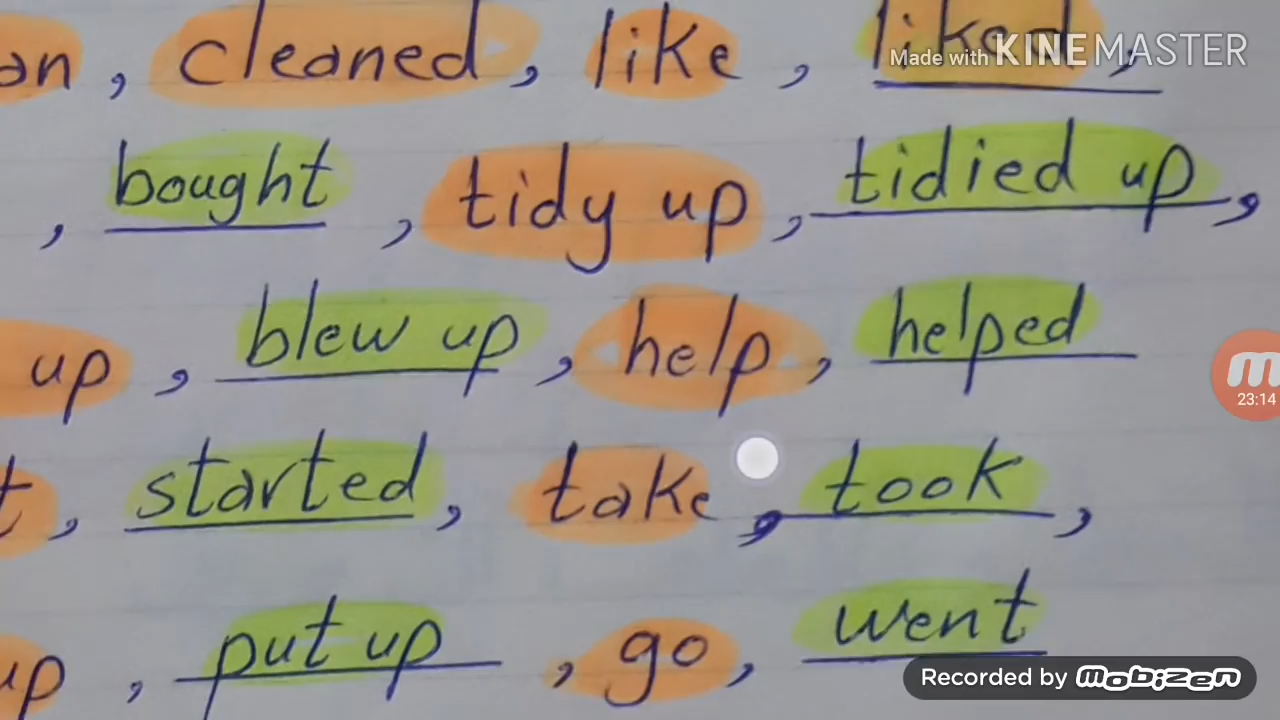 an, cleaned, like, liked,
Made with KINEMASTER
, bought, tidy up, tidied up,
up, blew up, help, helped
23:14
t, started, take, took,
up, put up, go, went
Recorded by MOBIZEN